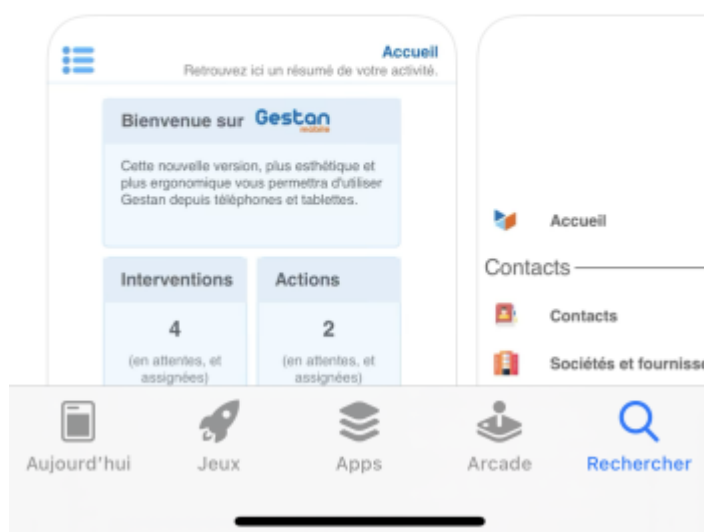 Accueil
Retrouvez ici un résumé de votre activité.
Bienvenue sur Gestan
mobile
Cette nouvelle version, plus esthétique et
plus ergonomique vous permettra d'utiliser
Gestan depuis téléphones et tablettes.
Interventions
4
(en attentes, et
assignées)
Actions
2
(en attentes, et
assignées)
Accueil
Contacts
Contacts
Sociétés et fournisse
Aujourd'hui
Jeux
Apps
Arcade
Rechercher